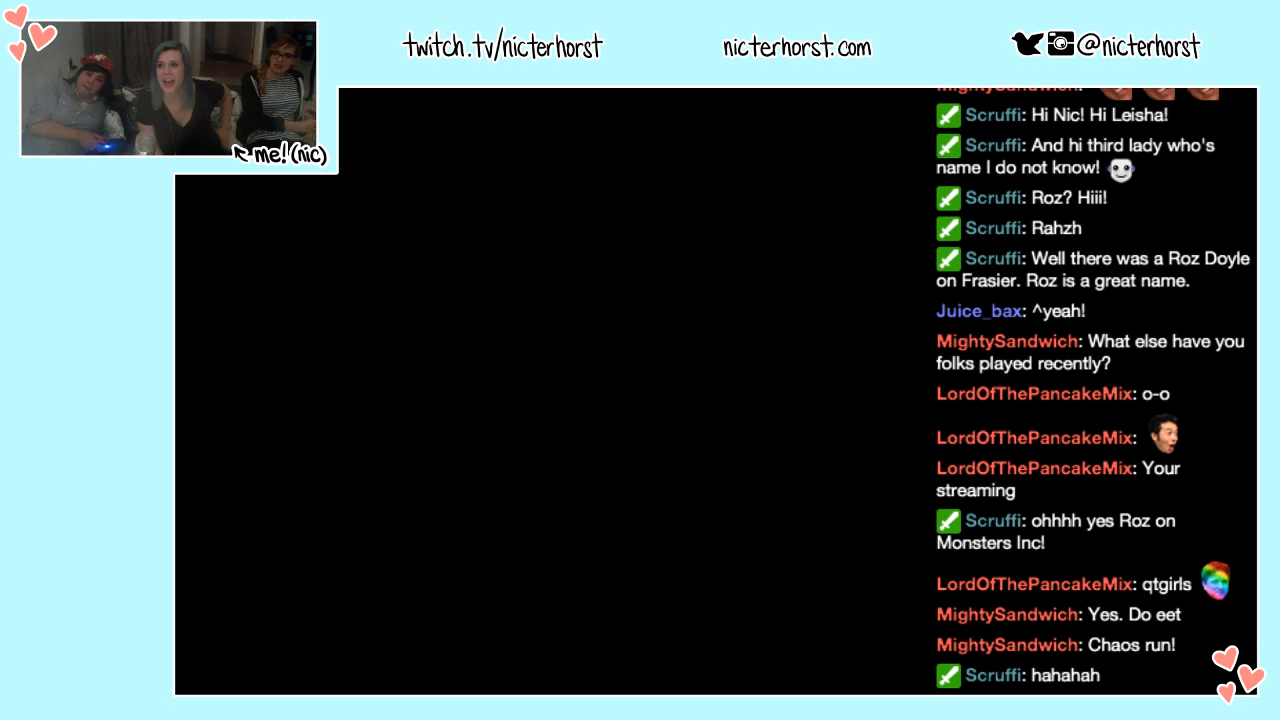 twitch.tv/nicterhorst
nicterhorst.com
@nicterhorst
me! (nic)
MightySandwich:
Scruffi: Hi Nic! Hi Leisha!
Scruffi: And hi third lady who's
name I do not know!
Scruffi: Roz? Hiii!
Scruffi: Rahzh
Scruffi: Well there was a Roz Doyle
on Frasier. Roz is a great name.
Juice_bax: ^yeah!
MightySandwich: What else have you
folks played recently?
LordOfThePancakeMix: o-o
LordOfThePancakeMix:
LordOfThePancakeMix: Your
streaming
Scruffi: ohhhh yes Roz on
Monsters Inc!
LordOfThePancakeMix: qtgirls
MightySandwich: Yes. Do eet
MightySandwich: Chaos run!
Scruffi: hahahah